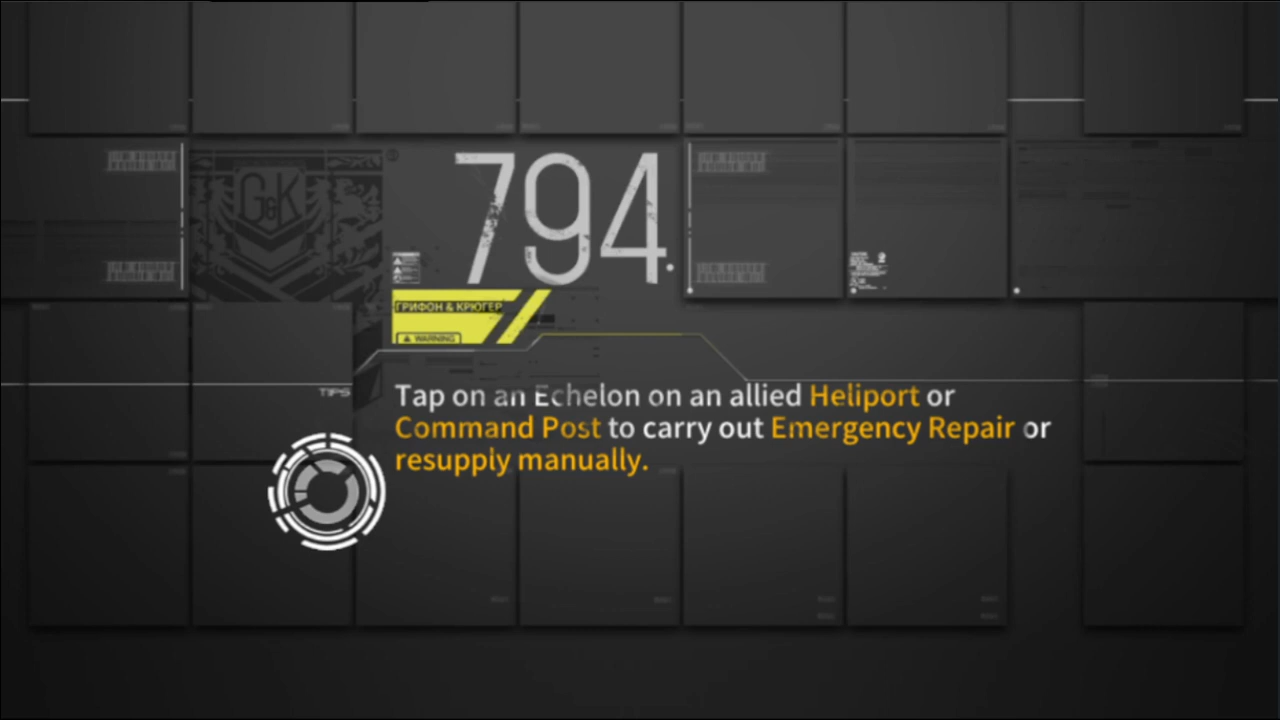 G&K
794.
ГРИФОН & КРЮГЕР
WARNING
TIPS
Tap on an Echelon on an allied Heliport or
Command Post to carry out Emergency Repair or
resupply manually.